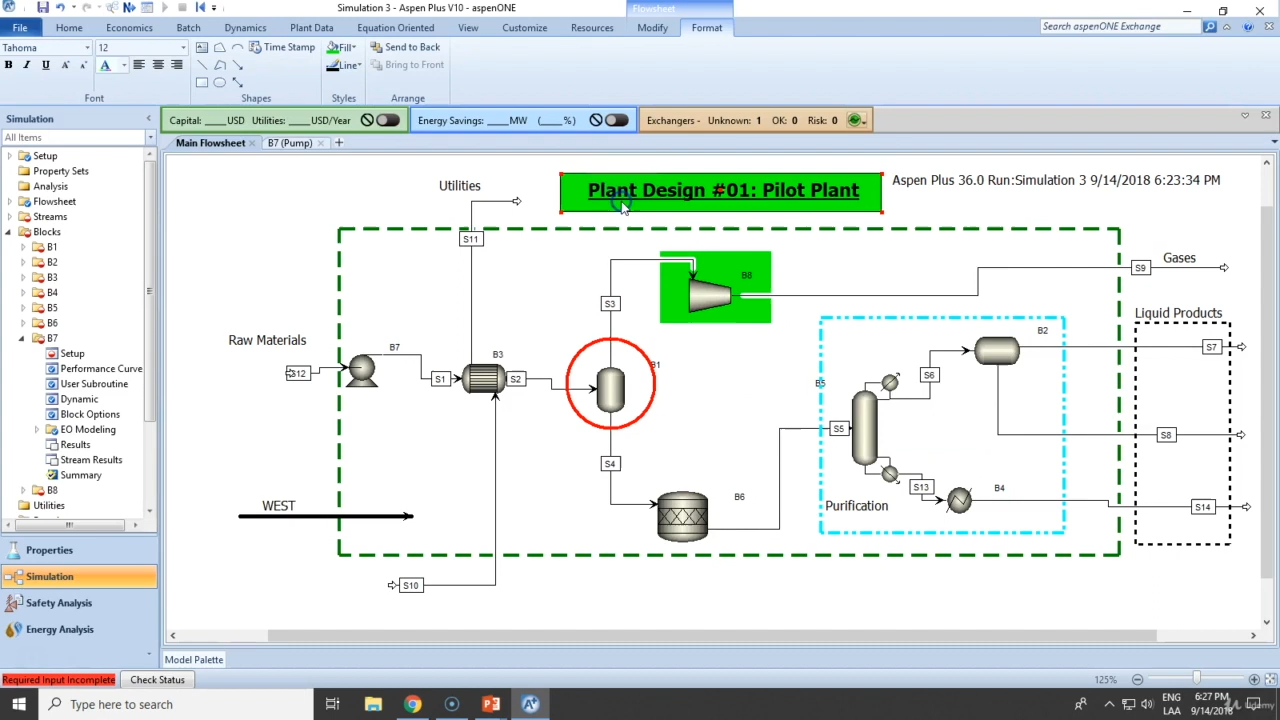 Simulation 3 - Aspen Plus V10 - aspenONE
Flowsheet
File Home Economics Batch Dynamics Plant Data Equation Oriented View Customize Resources Modify Format
Search aspenONE Exchange
Tahoma 12
Time Stamp Fill Send to Back
B I U A A A Line Bring to Front
Font Shapes Styles Arrange
Simulation
All Items
Setup
Property Sets
Analysis
Flowsheet
Streams
Blocks
B1
B2
B3
B4
B5
B6
B7
Setup
Performance Curve
User Subroutine
Dynamic
Block Options
EO Modeling
Results
Stream Results
Summary
B8
Utilities
Properties
Simulation
Safety Analysis
Energy Analysis
Capital: ____USD Utilities: ____USD/Year
Energy Savings: ____MW (____%)
Exchangers - Unknown: 1 OK: 0 Risk: 0
Main Flowsheet B7 (Pump) +
Utilities
Plant Design #01: Pilot Plant
Aspen Plus 36.0 Run:Simulation 3 9/14/2018 6:23:34 PM
S11
B8
S9
Gases
S3
Liquid Products
Raw Materials
B7
B3
B1
B2
S12
S1
S2
S7
S6
B5
S5
S8
S4
S13
B4
B6
WEST
Purification
S14
S10
Model Palette
Required Input Incomplete Check Status
125%
Type here to search
ENG
LAA
6:27 PM
9/14/2018
Udemy